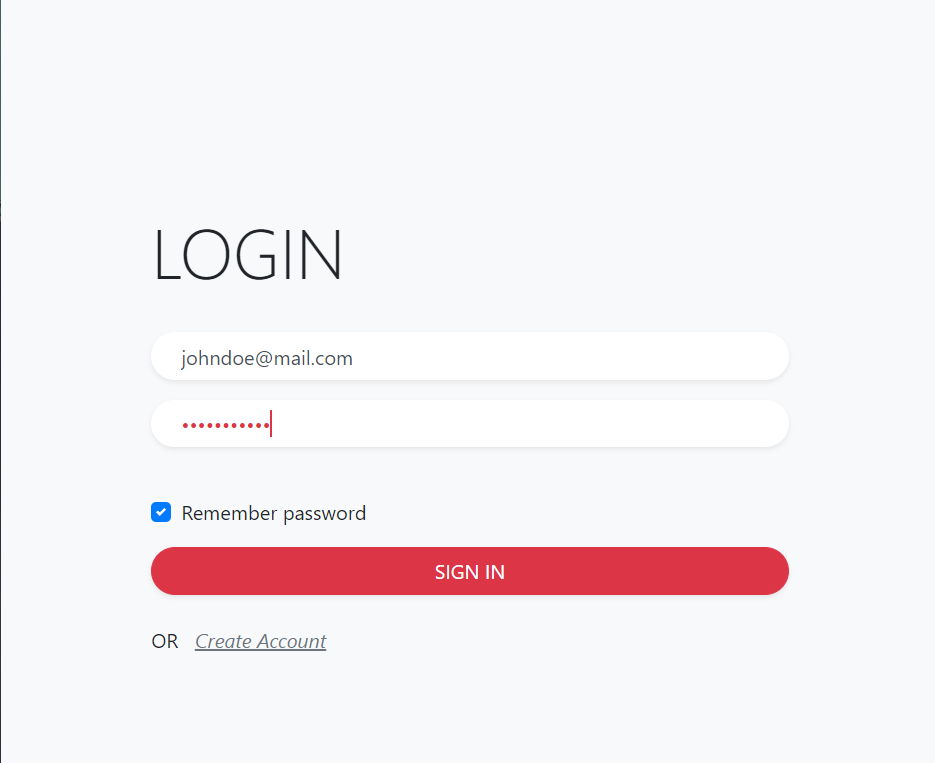 LOGIN
johndoe@mail.com
•••••••••••
Remember password
SIGN IN
OR Create Account